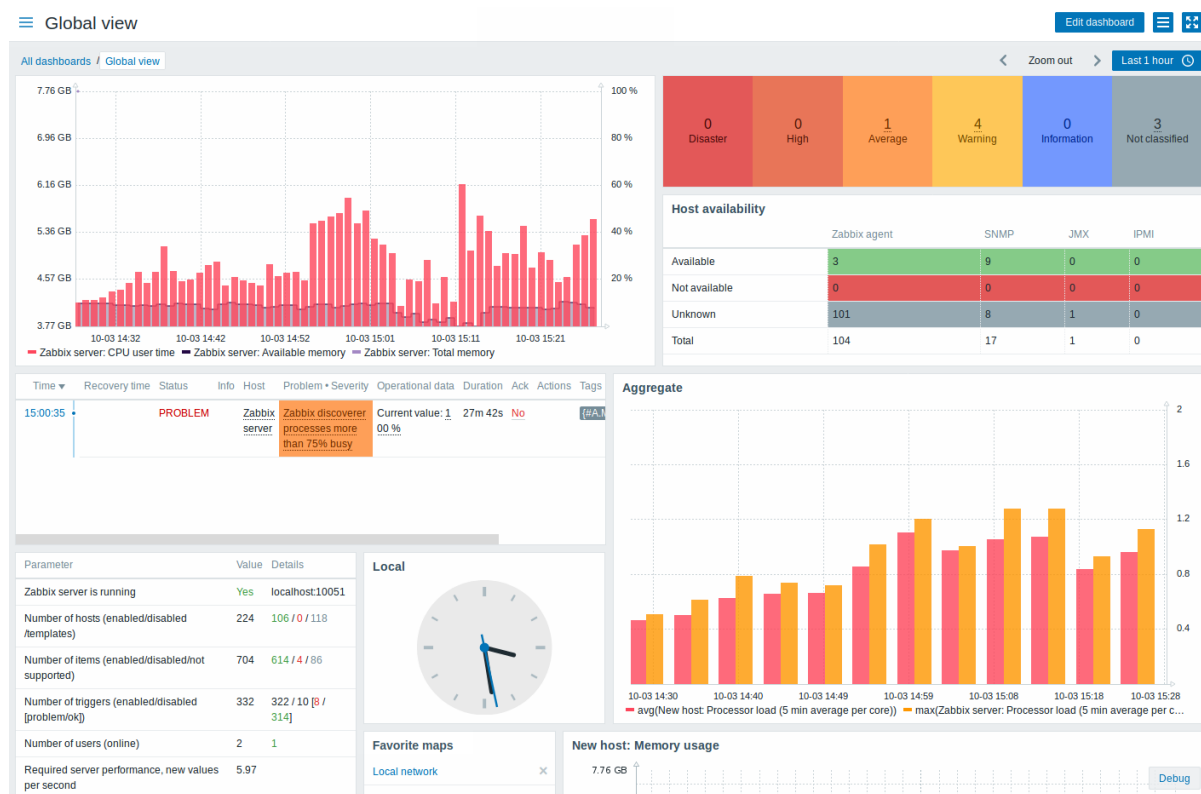 Global view
Edit dashboard
All dashboards / Global view
Zoom out
Last 1 hour
7.76 GB
6.96 GB
6.16 GB
5.36 GB
4.57 GB
3.77 GB
100 %
80 %
60 %
40 %
20 %
10-03 14:32 10-03 14:42 10-03 14:52 10-03 15:01 10-03 15:11 10-03 15:21
Zabbix server: CPU user time Zabbix server: Available memory Zabbix server: Total memory
0 0 1 4 0 3
Disaster High Average Warning Information Not classified
Host availability
Zabbix agent SNMP JMX IPMI
Available 3 9 0 0
Not available 0 0 0 0
Unknown 101 8 1 0
Total 104 17 1 0
Time Recovery time Status Info Host Problem • Severity Operational data Duration Ack Actions Tags
15:00:35 PROBLEM Zabbix Zabbix discoverer Current value: 1 27m 42s No {#A.M
server processes more 00 %
than 75% busy
Aggregate
2
1.6
1.2
0.8
0.4
10-03 14:30 10-03 14:40 10-03 14:49 10-03 14:59 10-03 15:08 10-03 15:18 10-03 15:28
avg(New host: Processor load (5 min average per core)) max(Zabbix server: Processor load (5 min average per c...
Parameter Value Details
Zabbix server is running Yes localhost:10051
Number of hosts (enabled/disabled 224 106 / 0 / 118
/templates)
Number of items (enabled/disabled/not 704 614 / 4 / 86
supported)
Number of triggers (enabled/disabled 332 322 / 10 [8 /
[problem/ok]) 314]
Number of users (online) 2 1
Required server performance, new values 5.97
per second
Local
Favorite maps
Local network
New host: Memory usage
7.76 GB
Debug